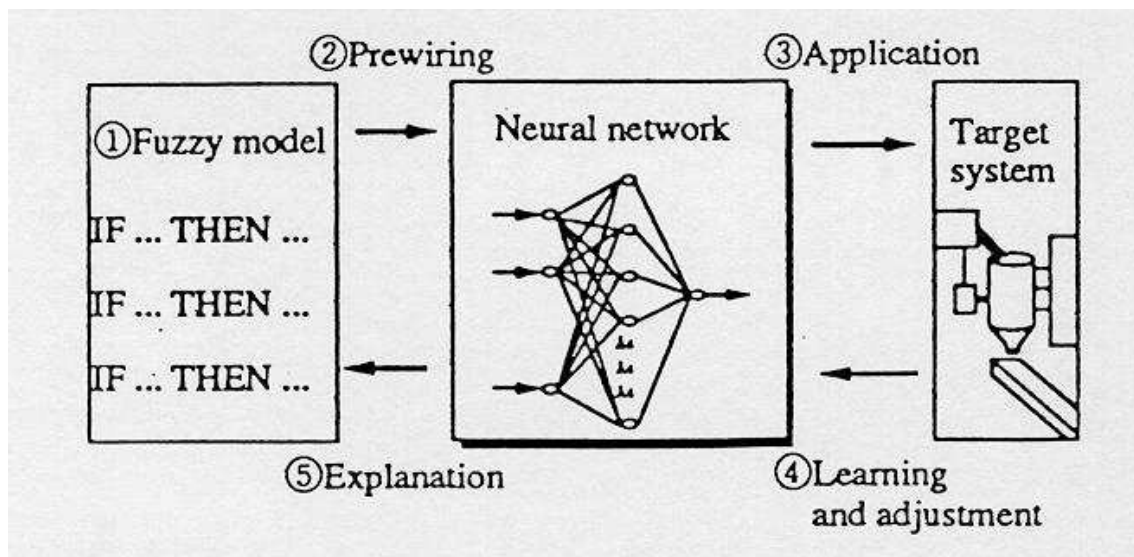 ②Prewiring
③Application
①Fuzzy model
Neural network
Target
system
IF ... THEN ...
IF ... THEN ...
IF ... THEN ...
⑤Explanation
④Learning
and adjustment